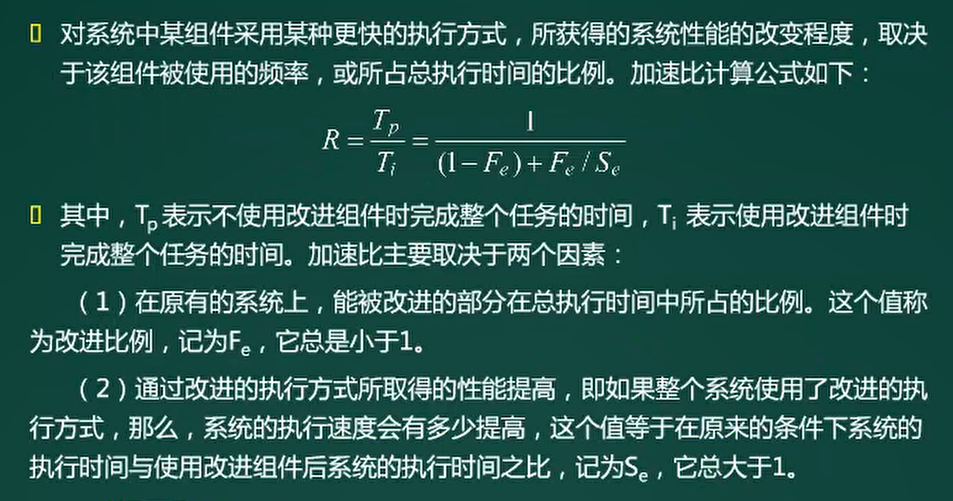 ▯ 对系统中某组件采用某种更快的执行方式，所获得的系统性能的改变程度，取决
于该组件被使用的频率，或所占总执行时间的比例。加速比计算公式如下：
R = T_p / T_i = 1 / ((1 − F_e) + F_e / S_e)
▯ 其中，T_p 表示不使用改进组件时完成整个任务的时间，T_i 表示使用改进组件时
完成整个任务的时间。加速比主要取决于两个因素：
（1）在原有的系统上，能被改进的部分在总执行时间中所占的比例。这个值称
为改进比例，记为F_e，它总是小于1。
（2）通过改进的执行方式所取得的性能提高，即如果整个系统使用了改进的执
行方式，那么，系统的执行速度会有多少提高，这个值等于在原来的条件下系统的
执行时间与使用改进组件后系统的执行时间之比，记为S_e，它总大于1。